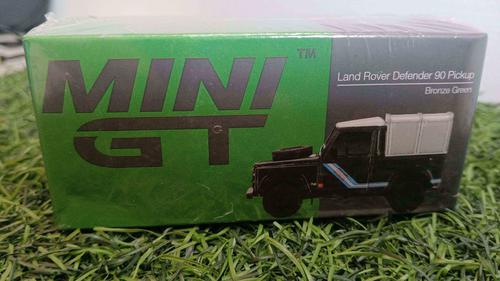 MINI
GT
TM
Land Rover Defender 90 Pickup
Bronze Green